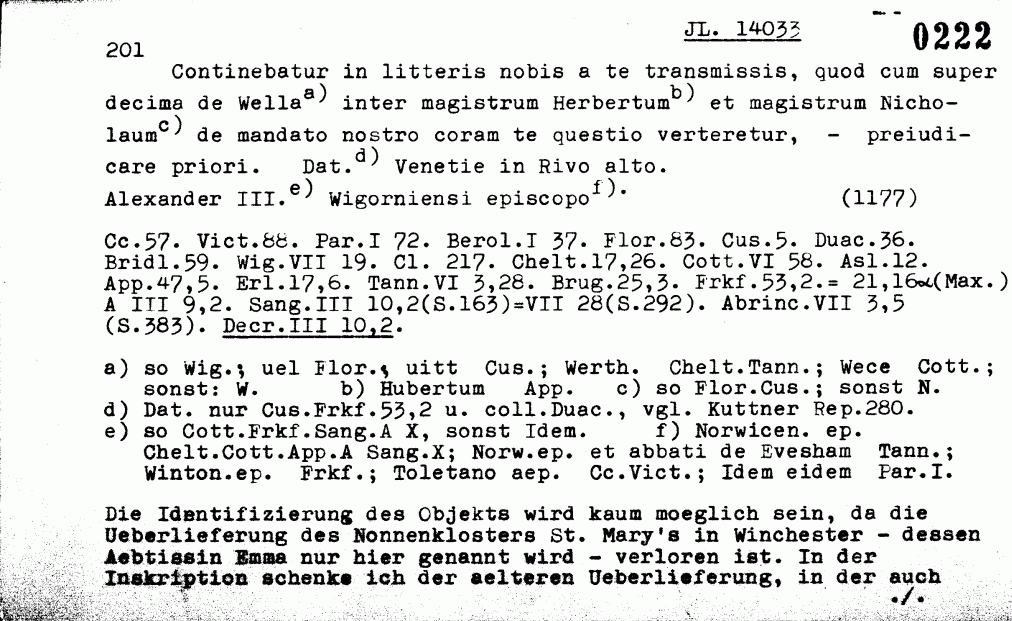 JL. 14033
0222
201
Continebatur in litteris nobis a te transmissis, quod cum super
decima de Wella a) inter magistrum Herbertum b) et magistrum Nicho-
laum c) de mandato nostro coram te questio verteretur, - preiudi-
care priori. Dat. d) Venetie in Rivo alto.
Alexander III. e) Wigorniensi episcopo f). (1177)
Cc.57. Vict.88. Par.I 72. Berol.I 37. Flor.83. Cus.5. Duac.36.
Bridl.59. Wig.VII 19. Cl. 217. Chelt.17,26. Cott.VI 58. Asl.12.
App.47,5. Erl.17,6. Tann.VI 3,28. Brug.25,3. Frkf.53,2.= 21,16α(Max.)
A III 9,2. Sang.III 10,2(S.163)=VII 28(S.292). Abrinc.VII 3,5
(S.383). Decr.III 10,2.
a) so Wig.; uel Flor.; uitt Cus.; Werth. Chelt.Tann.; Wece Cott.;
sonst: W. b) Hubertum App. c) so Flor.Cus.; sonst N.
d) Dat. nur Cus.Frkf.53,2 u. coll.Duac., vgl. Kuttner Rep.280.
e) so Cott.Frkf.Sang.A X, sonst Idem. f) Norwicen. ep.
Chelt.Cott.App.A Sang.X; Norw.ep. et abbati de Evesham Tann.;
Winton.ep. Frkf.; Toletano aep. Cc.Vict.; Idem eidem Par.I.
Die Identifizierung des Objekts wird kaum moeglich sein, da die
Ueberlieferung des Nonnenklosters St. Mary's in Winchester - dessen
Aebtissin Emma nur hier genannt wird - verloren ist. In der
Inskription schenke ich der aelteren Ueberlieferung, in der auch
./.